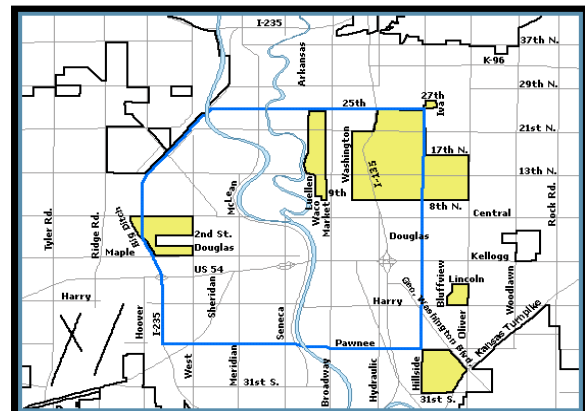 I-235
37th N.
K-96
Arkansas
29th N.
27th
Iva
25th
21st N.
Washington
17th N.
I-135
13th N.
McLean
Luellen
Waco
Market
9th
8th N.
Rock Rd.
Tyler Rd.
Ridge Rd.
Big Ditch
2nd St.
Douglas
Maple
Central
Douglas
Kellogg
US 54
Bluffview
Lincoln
Geo. Washington Blvd.
Woodlawn
Harry
Sheridan
Harry
Oliver
Kansas Turnpike
Hoover
I-235
Seneca
Pawnee
West
Meridian
31st S.
Broadway
Hydraulic
Hillside
31st S.